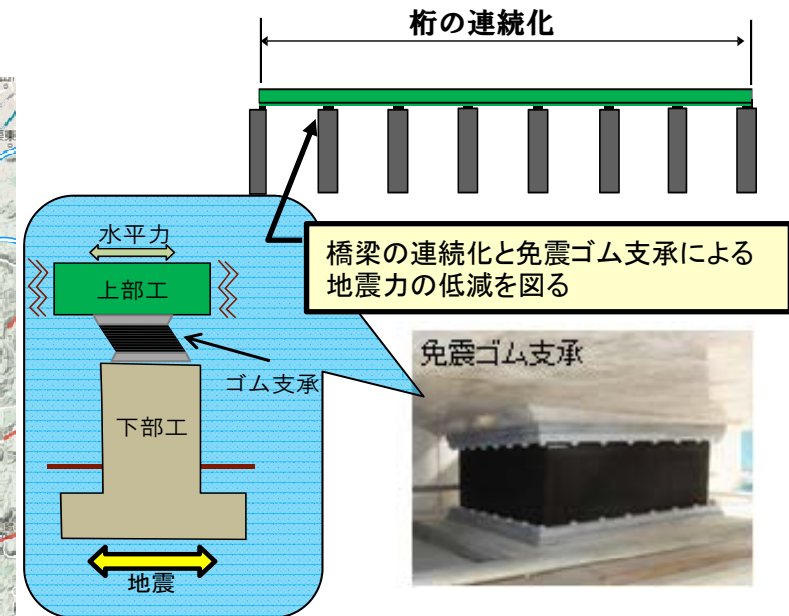 桁の連続化
橋梁の連続化と免震ゴム支承による
地震力の低減を図る
水平力
上部工
ゴム支承
下部工
地震
免震ゴム支承